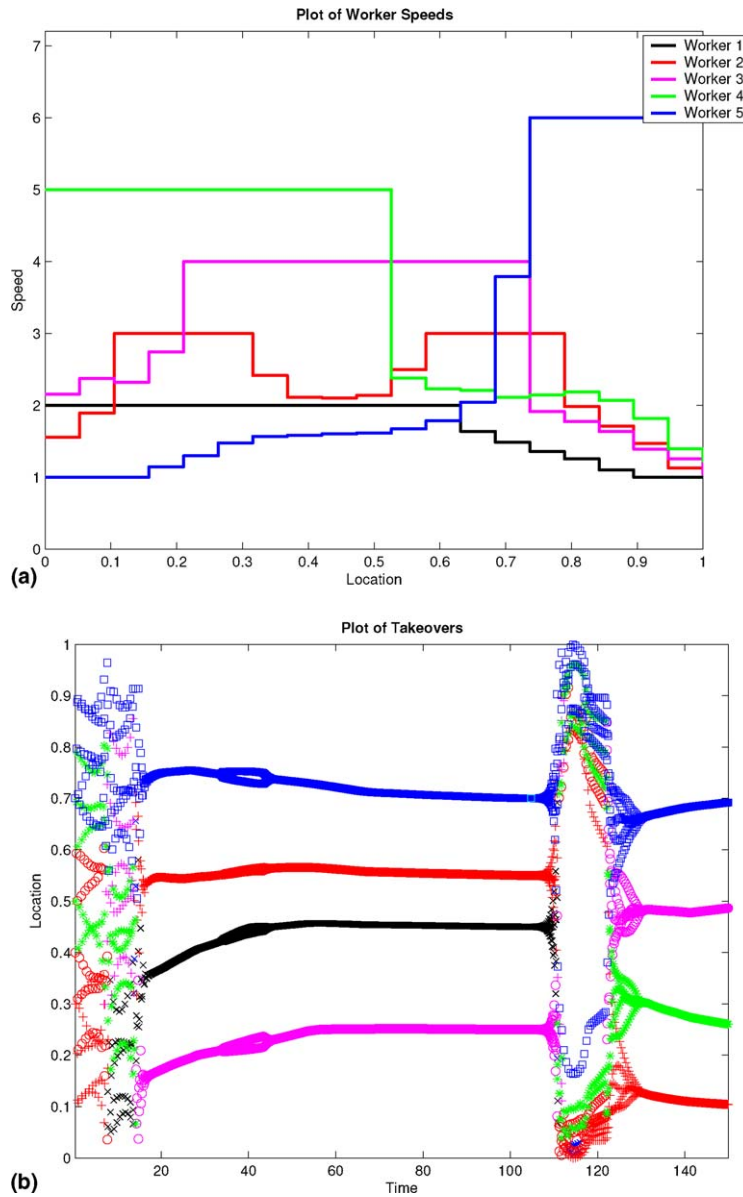 Plot of Worker Speeds
7
6
5
4
3
2
1
0
Speed
Worker 1
Worker 2
Worker 3
Worker 4
Worker 5
0 0.1 0.2 0.3 0.4 0.5 0.6 0.7 0.8 0.9 1
Location
(a)
Plot of Takeovers
1
0.9
0.8
0.7
0.6
0.5
0.4
0.3
0.2
0.1
0
Location
20 40 60 80 100 120 140
Time
(b)